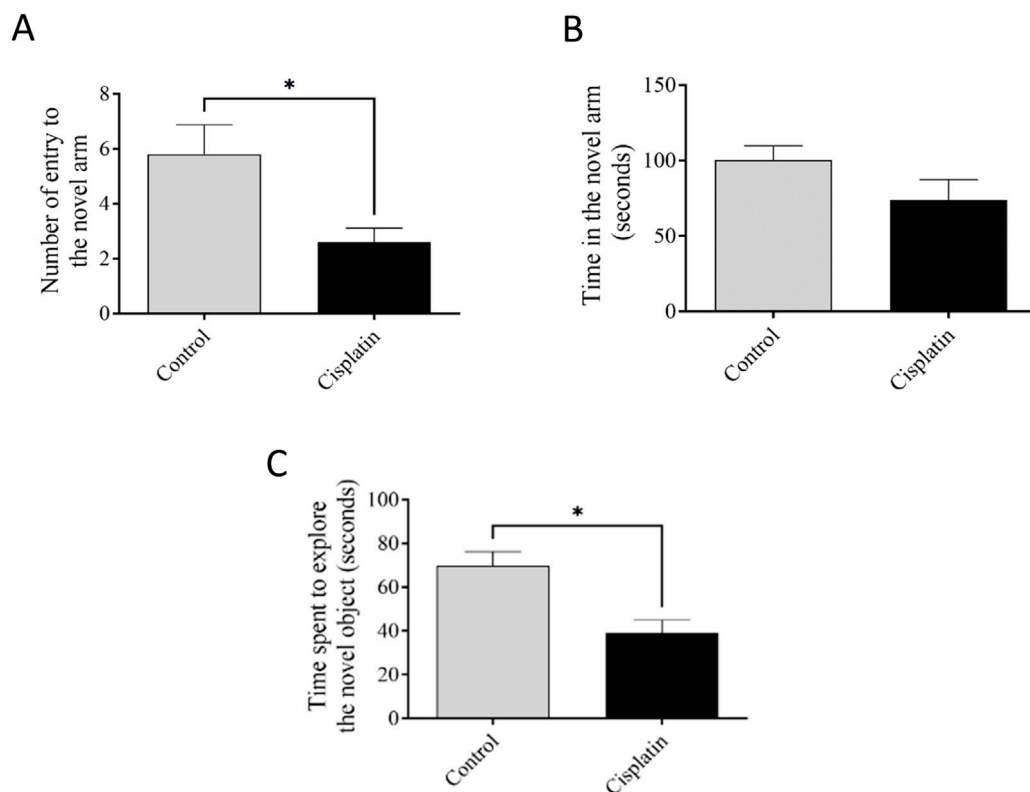 A
Number of entry to
the novel arm
8
6
4
2
0
*
Control
Cisplatin
B
Time in the novel arm
(seconds)
150
100
50
0
Control
Cisplatin
C
Time spent to explore
the novel object (seconds)
100
80
60
40
20
0
*
Control
Cisplatin